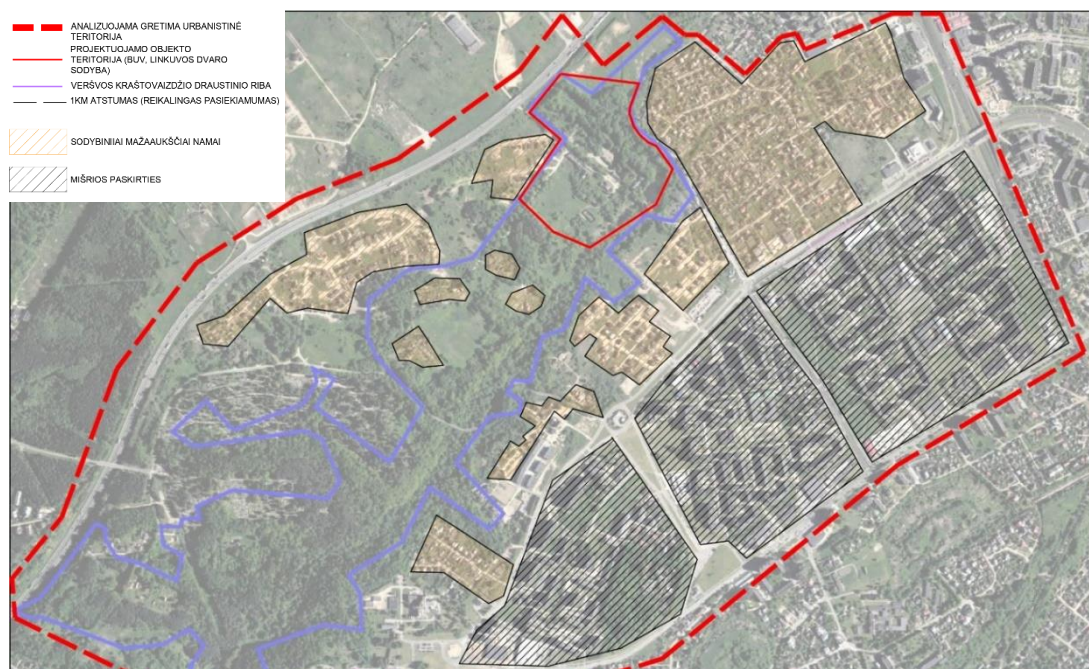 ANALIZUOJAMA GRETIMA URBANISTINĖ
TERITORIJA
PROJEKTUOJAMO OBJEKTO
TERITORIJA (BUV. LINKUVOS DVARO
SODYBA)
VERŠVOS KRAŠTOVAIZDŽIO DRAUSTINIO RIBA
1KM ATSTUMAS (REIKALINGAS PASIEKIAMUMAS)
SODYBINIIAI MAŽAAUKŠČIAI NAMAI
MIŠRIOS PASKIRTIES